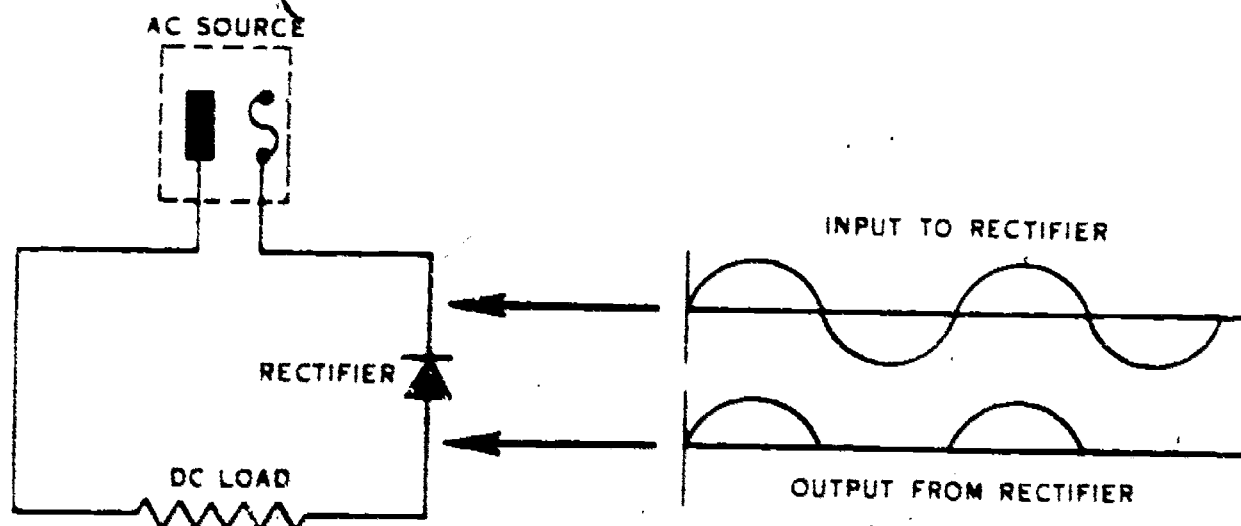 AC SOURCE
INPUT TO RECTIFIER
RECTIFIER
DC LOAD
OUTPUT FROM RECTIFIER